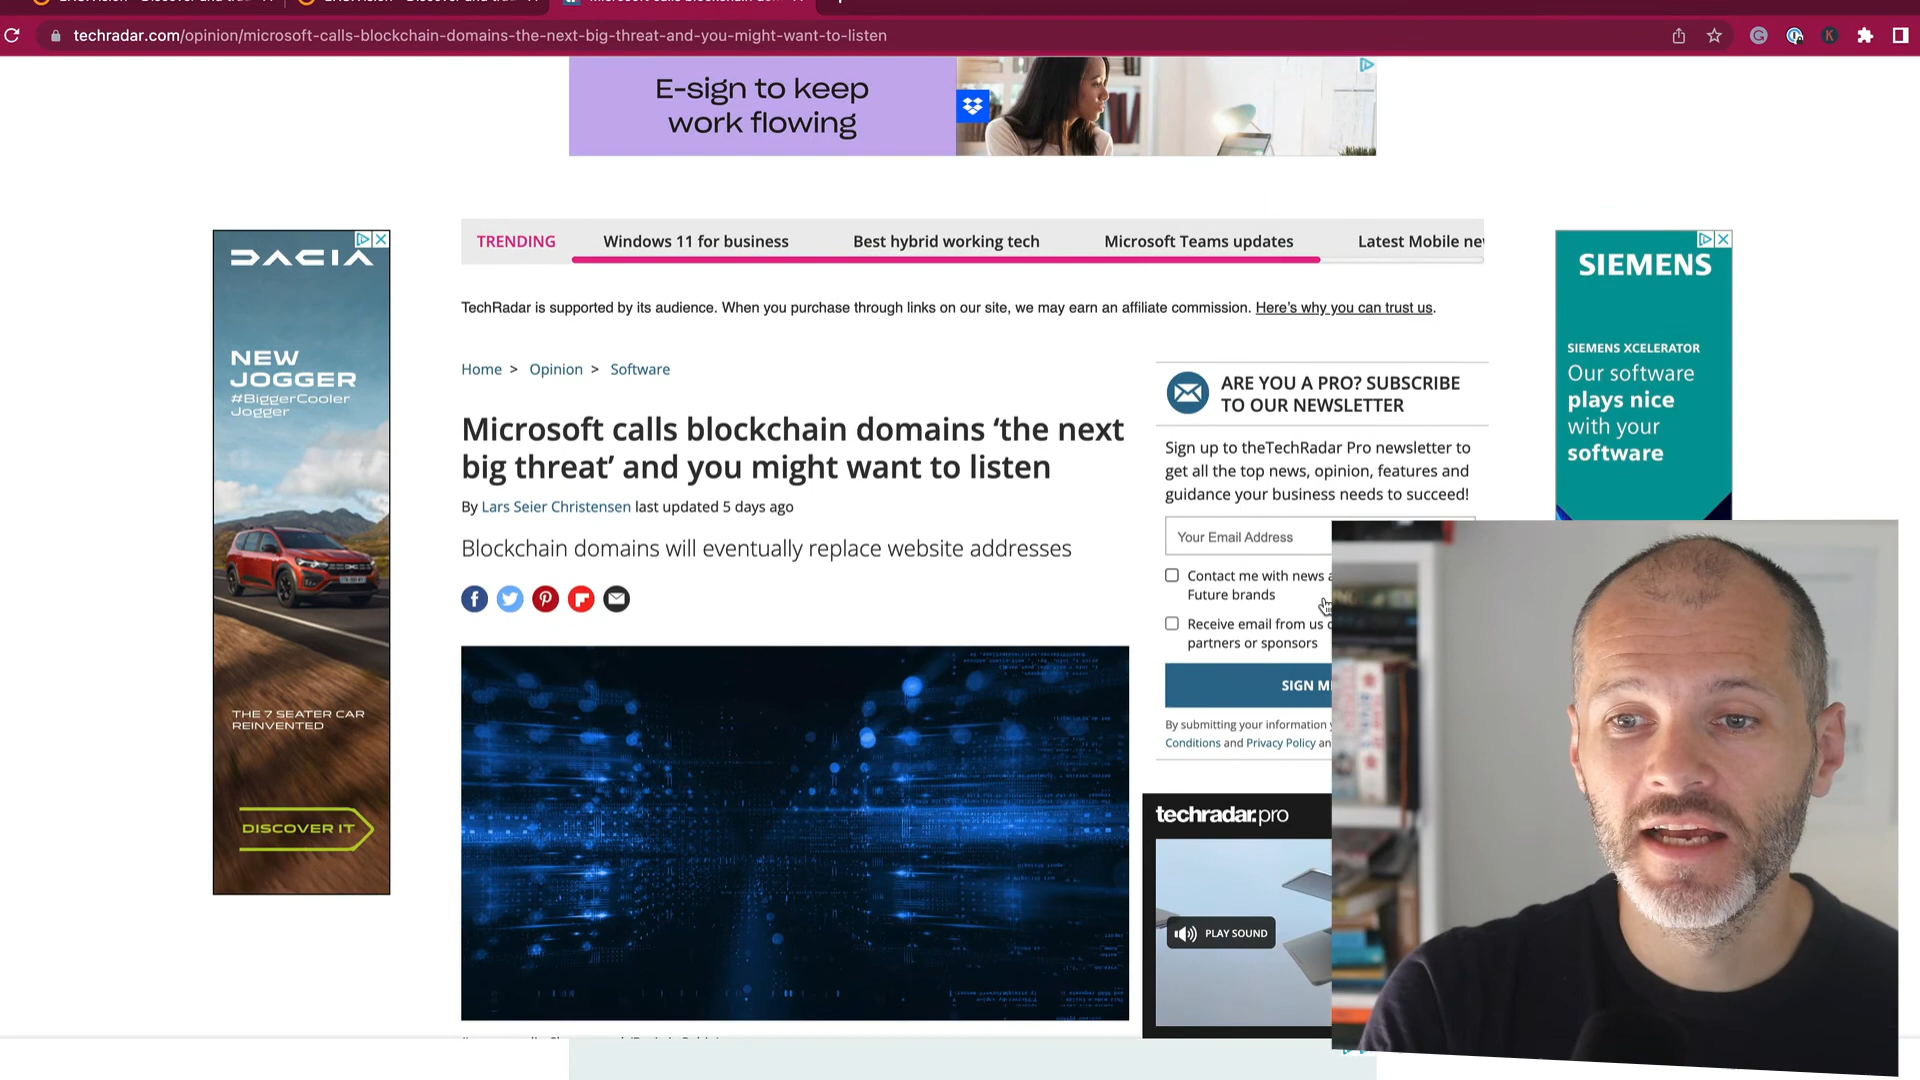 techradar.com/opinion/microsoft-calls-blockchain-domains-the-next-big-threat-and-you-might-want-to-listen
E-sign to keep
work flowing
TRENDING
Windows 11 for business
Best hybrid working tech
Microsoft Teams updates
Latest Mobile ne
TechRadar is supported by its audience. When you purchase through links on our site, we may earn an affiliate commission. Here's why you can trust us.
DACIA
NEW
JOGGER
#BiggerCooler
Jogger
THE 7 SEATER CAR
REINVENTED
DISCOVER IT
Home > Opinion > Software
Microsoft calls blockchain domains ‘the next
big threat’ and you might want to listen
By Lars Seier Christensen last updated 5 days ago
Blockchain domains will eventually replace website addresses
ARE YOU A PRO? SUBSCRIBE
TO OUR NEWSLETTER
Sign up to theTechRadar Pro newsletter to
get all the top news, opinion, features and
guidance your business needs to succeed!
Your Email Address
Contact me with news
Future brands
Receive email from us
partners or sponsors
SIGN M
By submitting your information
Conditions and Privacy Policy an
techradar.pro
PLAY SOUND
SIEMENS
SIEMENS XCELERATOR
Our software
plays nice
with your
software